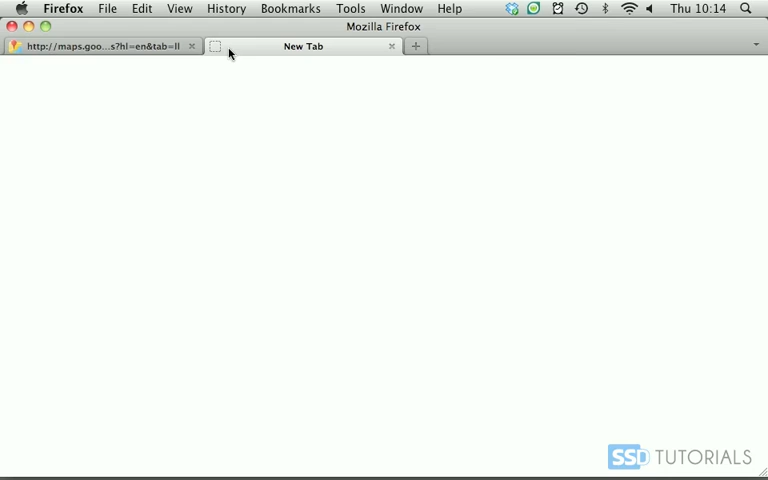 Firefox File Edit View History Bookmarks Tools Window Help Thu 10:14
Mozilla Firefox
http://maps.goo...s?hl=en&tab=ll New Tab
SSD TUTORIALS